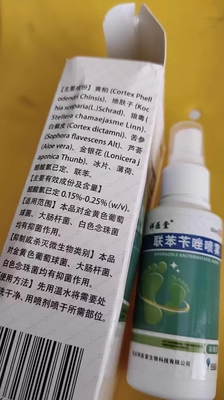 【主要成份】黄柏 (Cortex Phell
odendri Chinsis)、地肤子 (Koc
hia scoparia(L.)Schrad)、狼毒(
Stellera chamaejasme Linn)、
白鲜皮 (Cortex dictamni)、苦参
(Sophora flavescens Alt)、芦荟
(Aloe vera)、金银花 (Lonicera j
aponica Thunb)、冰片、薄荷、
醋酸氯己定、联苯。
【主要有效成份及含量】
醋酸氯己定 0.15%-0.25% (w/v)。
【适用范围】本品对金黄色葡萄
球菌、大肠杆菌、白色念珠菌
均有抑菌作用。
【抑制或杀灭微生物类别】本品
对金黄色葡萄球菌、大肠杆菌、
白色念珠菌均有抑菌作用。
【使用方法】先用温水将需要处
洗干净，用喷剂喷于所需部位。
联苯苄唑喷